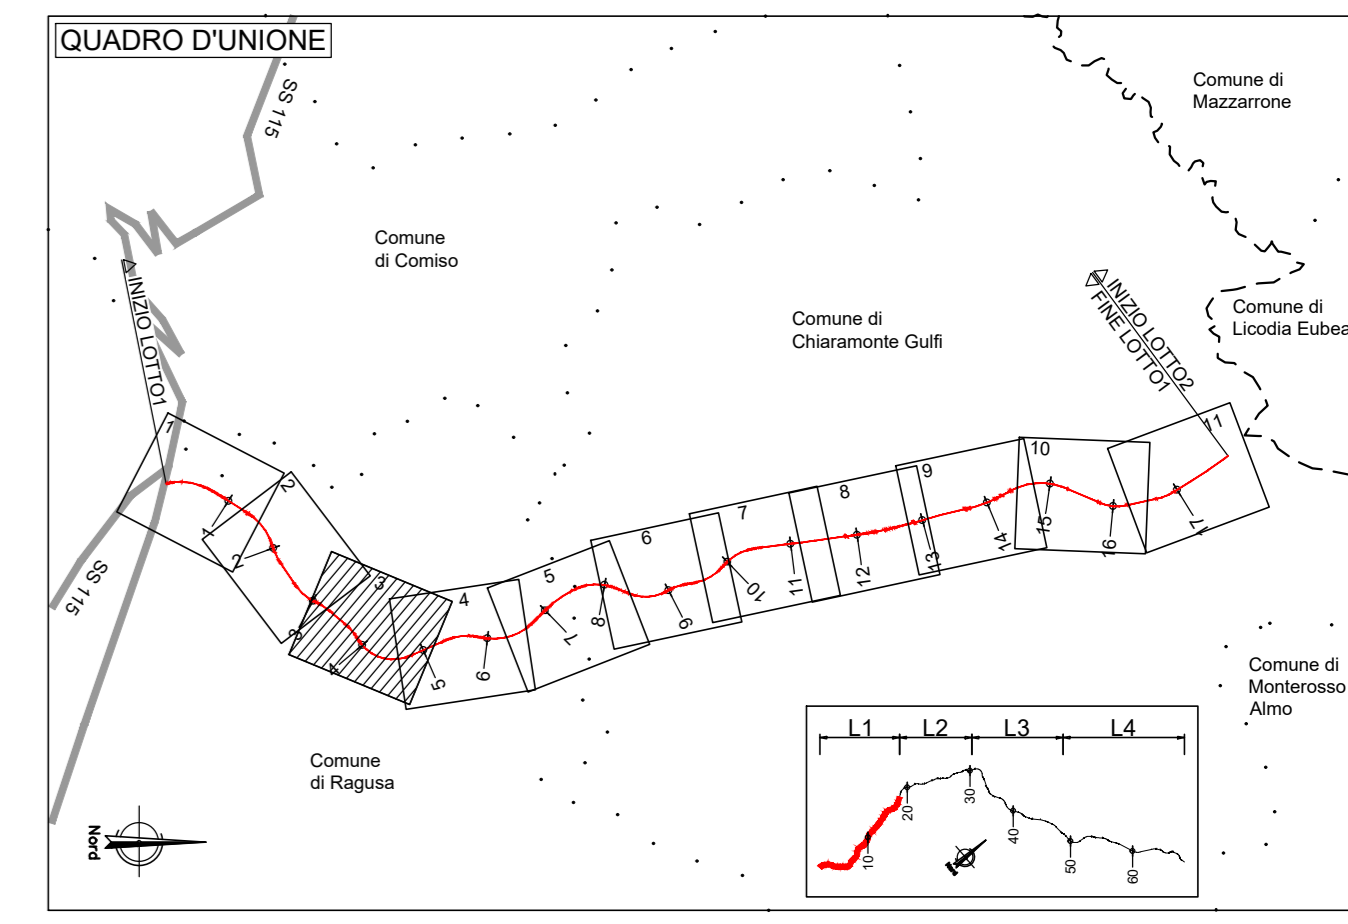 QUADRO D'UNIONE
SS 115
Comune di
Mazzarrone
Comune
di Comiso
INIZIO LOTTO1
Comune di
Chiaramonte Gulfi
INIZIO LOTTO2
FINE LOTTO1
Comune di
Licodia Eubea
1
2
3
4
5
6
7
8
9
10
11
1
2
3
4
5
6
7
8
9
10
11
12
13
14
15
16
17
SS 115
Comune
di Ragusa
Comune di
Monterosso
Almo
Nord
L1 L2 L3 L4
10
20
30
40
50
60